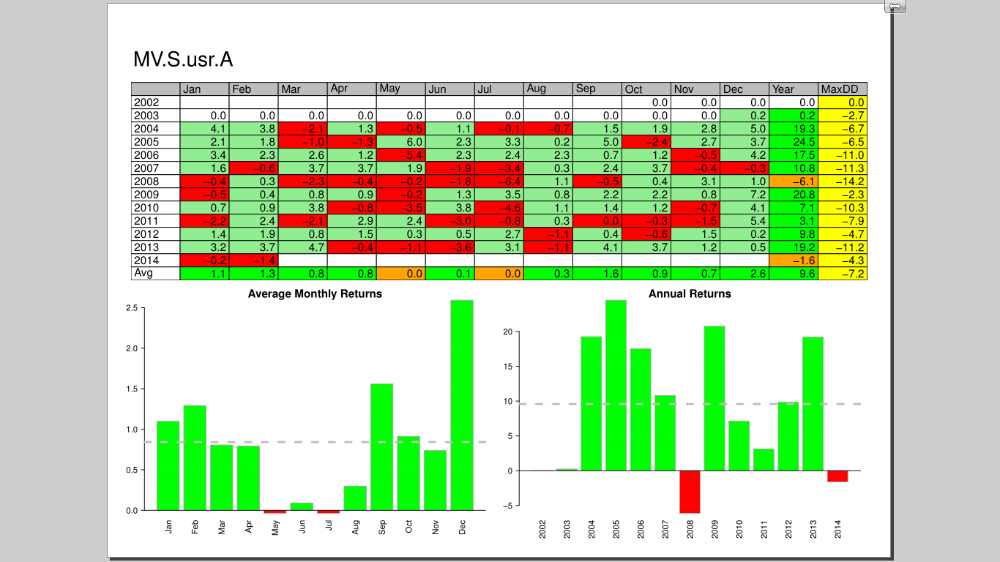 MV.S.usr.A
Jan Feb Mar Apr May Jun Jul Aug Sep Oct Nov Dec Year MaxDD
2002 0.0 0.0 0.0 0.0 0.0
2003 0.0 0.0 0.0 0.0 0.0 0.0 0.0 0.0 0.0 0.0 0.0 0.2 0.2 −2.7
2004 4.1 3.8 −2.1 1.3 −0.5 1.1 −0.1 −0.7 1.5 1.9 2.8 5.0 19.3 −6.7
2005 2.1 1.8 −1.0 −1.3 6.0 2.3 3.3 0.2 5.0 −2.4 2.7 3.7 24.5 −6.5
2006 3.4 2.3 2.6 1.2 −5.4 2.3 2.4 2.3 0.7 1.2 −0.5 4.2 17.5 −11.0
2007 1.6 −0.6 3.7 3.7 1.9 −1.9 −3.4 0.3 2.4 3.7 −0.4 −0.3 10.8 −11.3
2008 −0.4 0.3 −2.3 −0.4 −0.2 −1.8 −6.4 1.1 −0.5 0.4 3.1 1.0 −6.1 −14.2
2009 −0.5 0.4 0.8 0.9 −0.2 1.3 3.5 0.8 2.2 2.2 0.8 7.2 20.8 −2.3
2010 0.7 0.9 3.8 −0.8 −3.5 3.8 −4.6 1.1 1.4 1.2 −0.7 4.1 7.1 −10.3
2011 −2.2 2.4 −2.1 2.9 2.4 −3.0 −0.8 0.3 0.0 −0.3 −1.5 5.4 3.1 −7.9
2012 1.4 1.9 0.8 1.5 0.3 0.5 2.7 −1.1 0.4 −0.6 1.5 0.2 9.8 −4.7
2013 3.2 3.7 4.7 −0.4 −1.1 −3.6 3.1 −1.1 4.1 3.7 1.2 0.5 19.2 −11.2
2014 −0.2 −1.4 −1.6 −4.3
Avg 1.1 1.3 0.8 0.8 0.0 0.1 0.0 0.3 1.6 0.9 0.7 2.6 9.6 −7.2
Average Monthly Returns
2.5
2.0
1.5
1.0
0.5
0.0
Jan Feb Mar Apr May Jun Jul Aug Sep Oct Nov Dec
Annual Returns
20
15
10
5
0
−5
2002 2003 2004 2005 2006 2007 2008 2009 2010 2011 2012 2013 2014